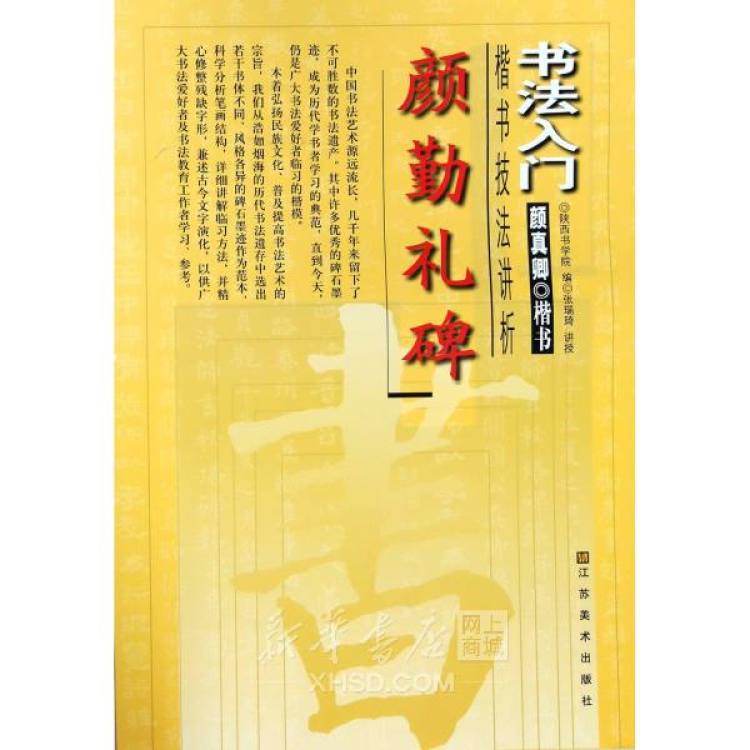 书法入门
◎陕西书学院 编◎张瑞琦 讲授
颜真卿◎楷书
楷书技法讲析
颜勤礼碑
中国书法艺术源远流长,几千年来留下了
不可胜数的书法遗产。其中许多优秀的碑石墨
迹,成为历代学书者学习的典范,直到今天,
仍是广大书法爱好者临习的楷模。
本着弘扬民族文化、普及提高书法艺术的
宗旨,我们从浩如烟海的历代书法遗存中选出
若干书体不同、风格各异的碑石墨迹作为范本,
科学分析笔画结构,详细讲解临习方法,并精
心修整残缺字形,兼述古今文字演化,以供广
大书法爱好者及书法教育工作者学习、参考。
書
江苏美术出版社
新华书店
网上
商城
XHSD.COM